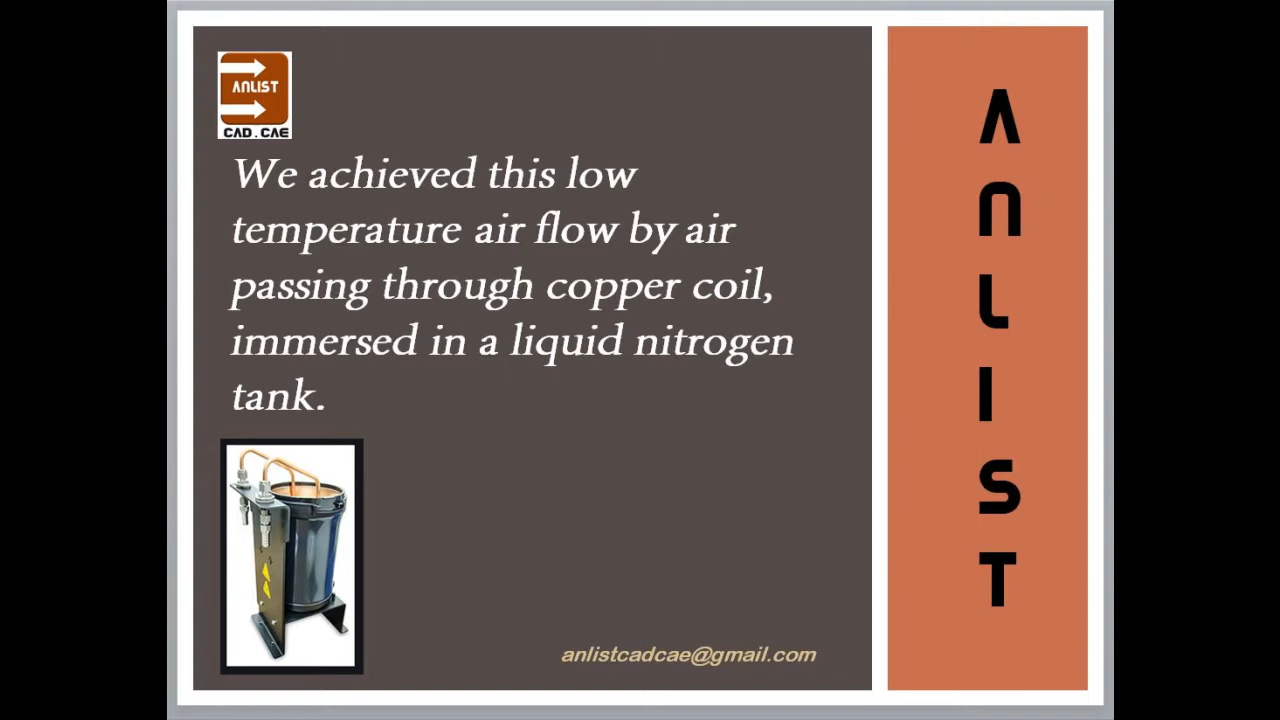 ANLIST
CAD.CAE
We achieved this low
temperature air flow by air
passing through copper coil,
immersed in a liquid nitrogen
tank.
anlistcadcae@gmail.com
A
N
L
I
S
T